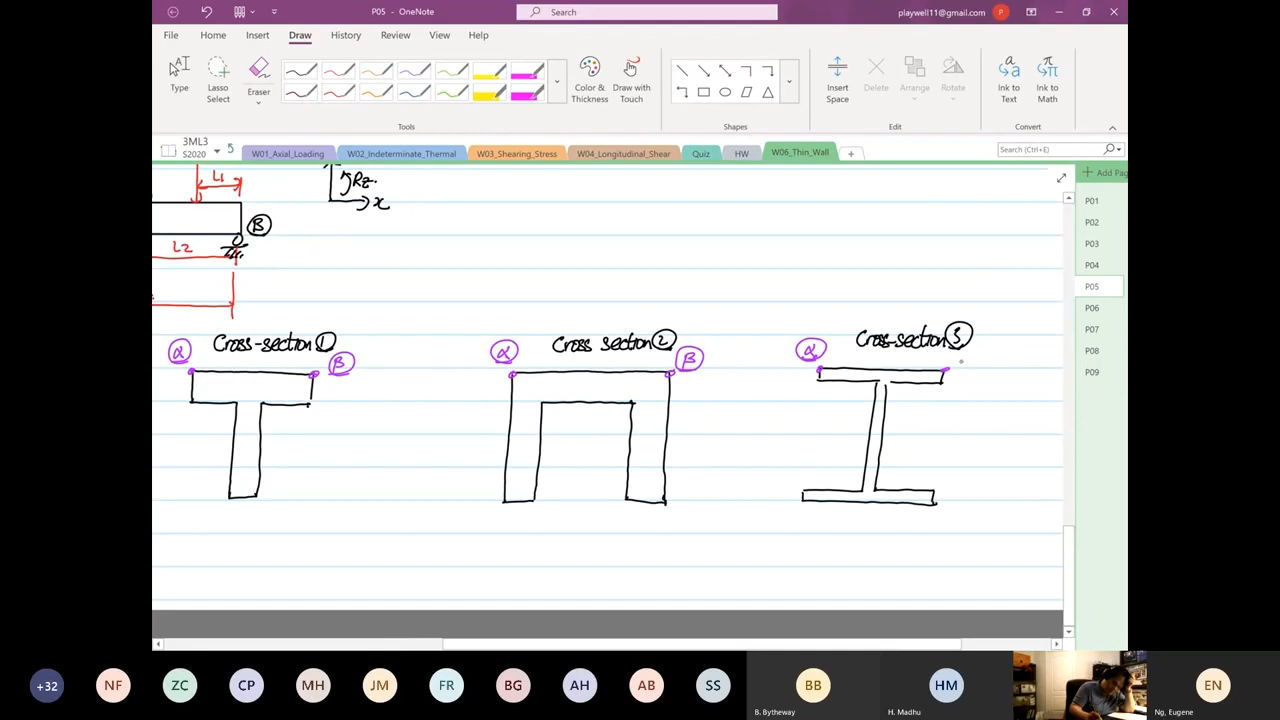 P05 - OneNote
Search
playwell11@gmail.com
P
File Home Insert Draw History Review View Help
Type
Lasso Select
Eraser
Color & Thickness
Draw with Touch
Insert Space
Delete
Arrange
Rotate
Ink to Text
Ink to Math
Tools
Shapes
Edit
Convert
3ML3 S2020
W01_Axial_Loading
W02_Indeterminate_Thermal
W03_Shearing_Stress
W04_Longitudinal_Shear
Quiz
HW
W06_Thin_Wall
Search (Ctrl+E)
Add Pag
P01
P02
P03
P04
P05
P06
P07
P08
P09
L1
Rz
x
B
L2
Cross-section 1
α
β
Cross section 2
α
β
Cross-section 3
α
+32 NF ZC CP MH JM FR BG AH AB SS BB HM EN
B. Bytheway
H. Madhu
Ng, Eugene